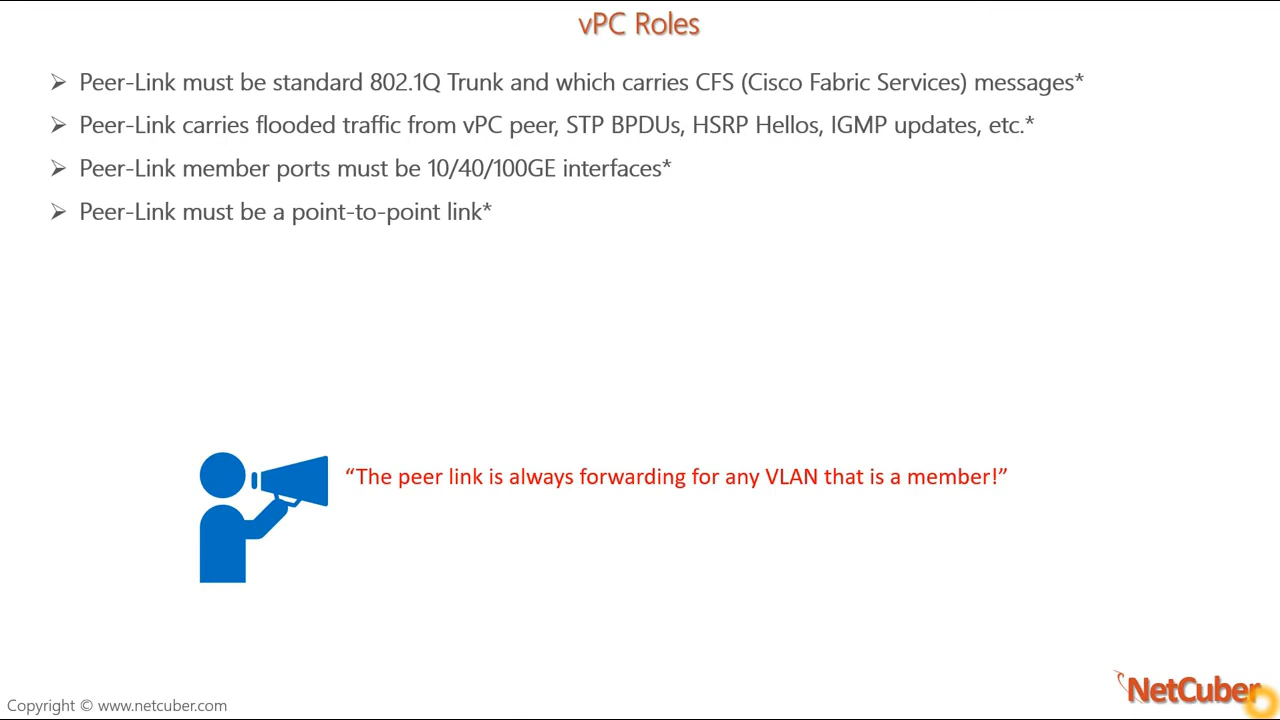 vPC Roles
➢ Peer-Link must be standard 802.1Q Trunk and which carries CFS (Cisco Fabric Services) messages*
➢ Peer-Link carries flooded traffic from vPC peer, STP BPDUs, HSRP Hellos, IGMP updates, etc.*
➢ Peer-Link member ports must be 10/40/100GE interfaces*
➢ Peer-Link must be a point-to-point link*
“The peer link is always forwarding for any VLAN that is a member!”
NetCuber
Copyright © www.netcuber.com